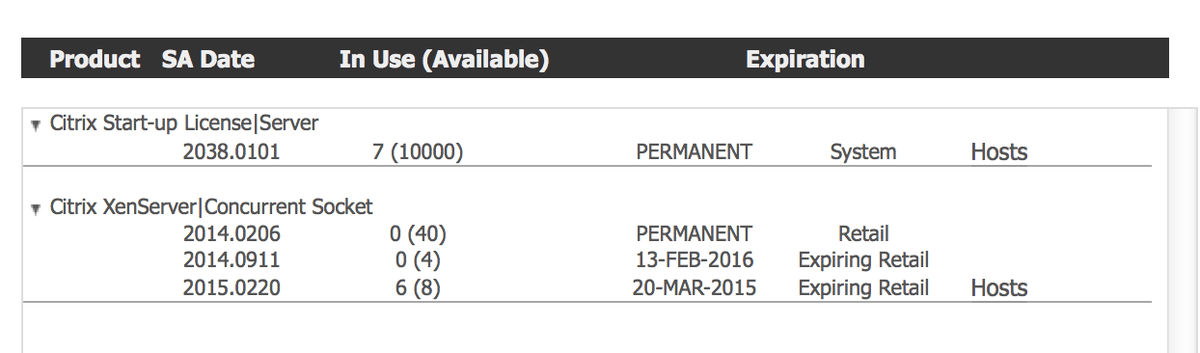 Product SA Date In Use (Available) Expiration
Citrix Start-up License|Server
2038.0101 7 (10000) PERMANENT System Hosts
Citrix XenServer|Concurrent Socket
2014.0206 0 (40) PERMANENT Retail
2014.0911 0 (4) 13-FEB-2016 Expiring Retail
2015.0220 6 (8) 20-MAR-2015 Expiring Retail Hosts